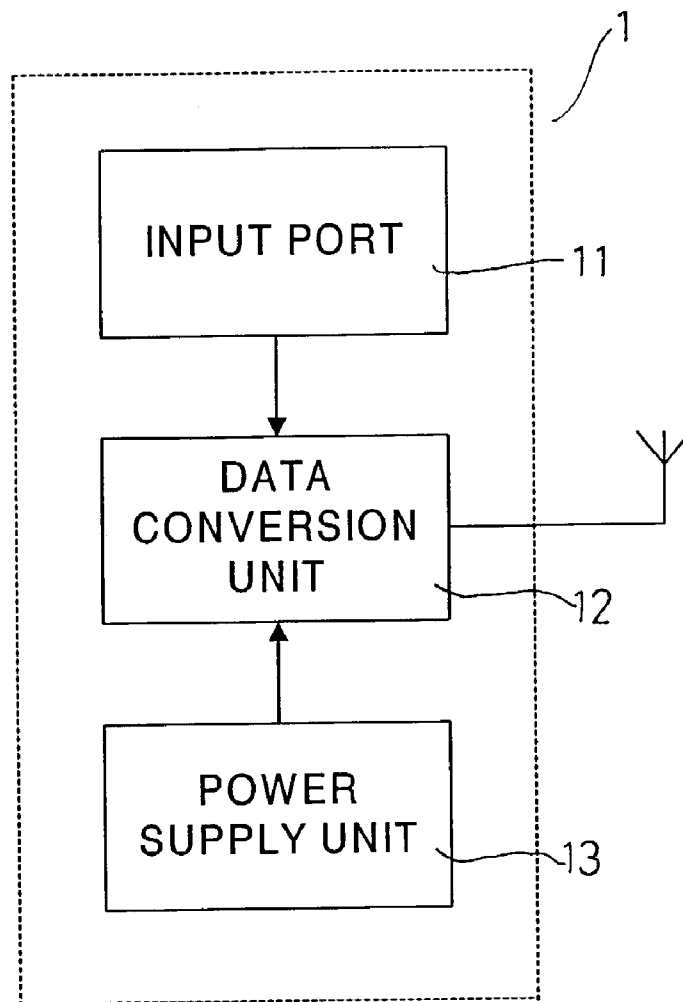 1
INPUT PORT
11
DATA
CONVERSION
UNIT
12
POWER
SUPPLY UNIT
13